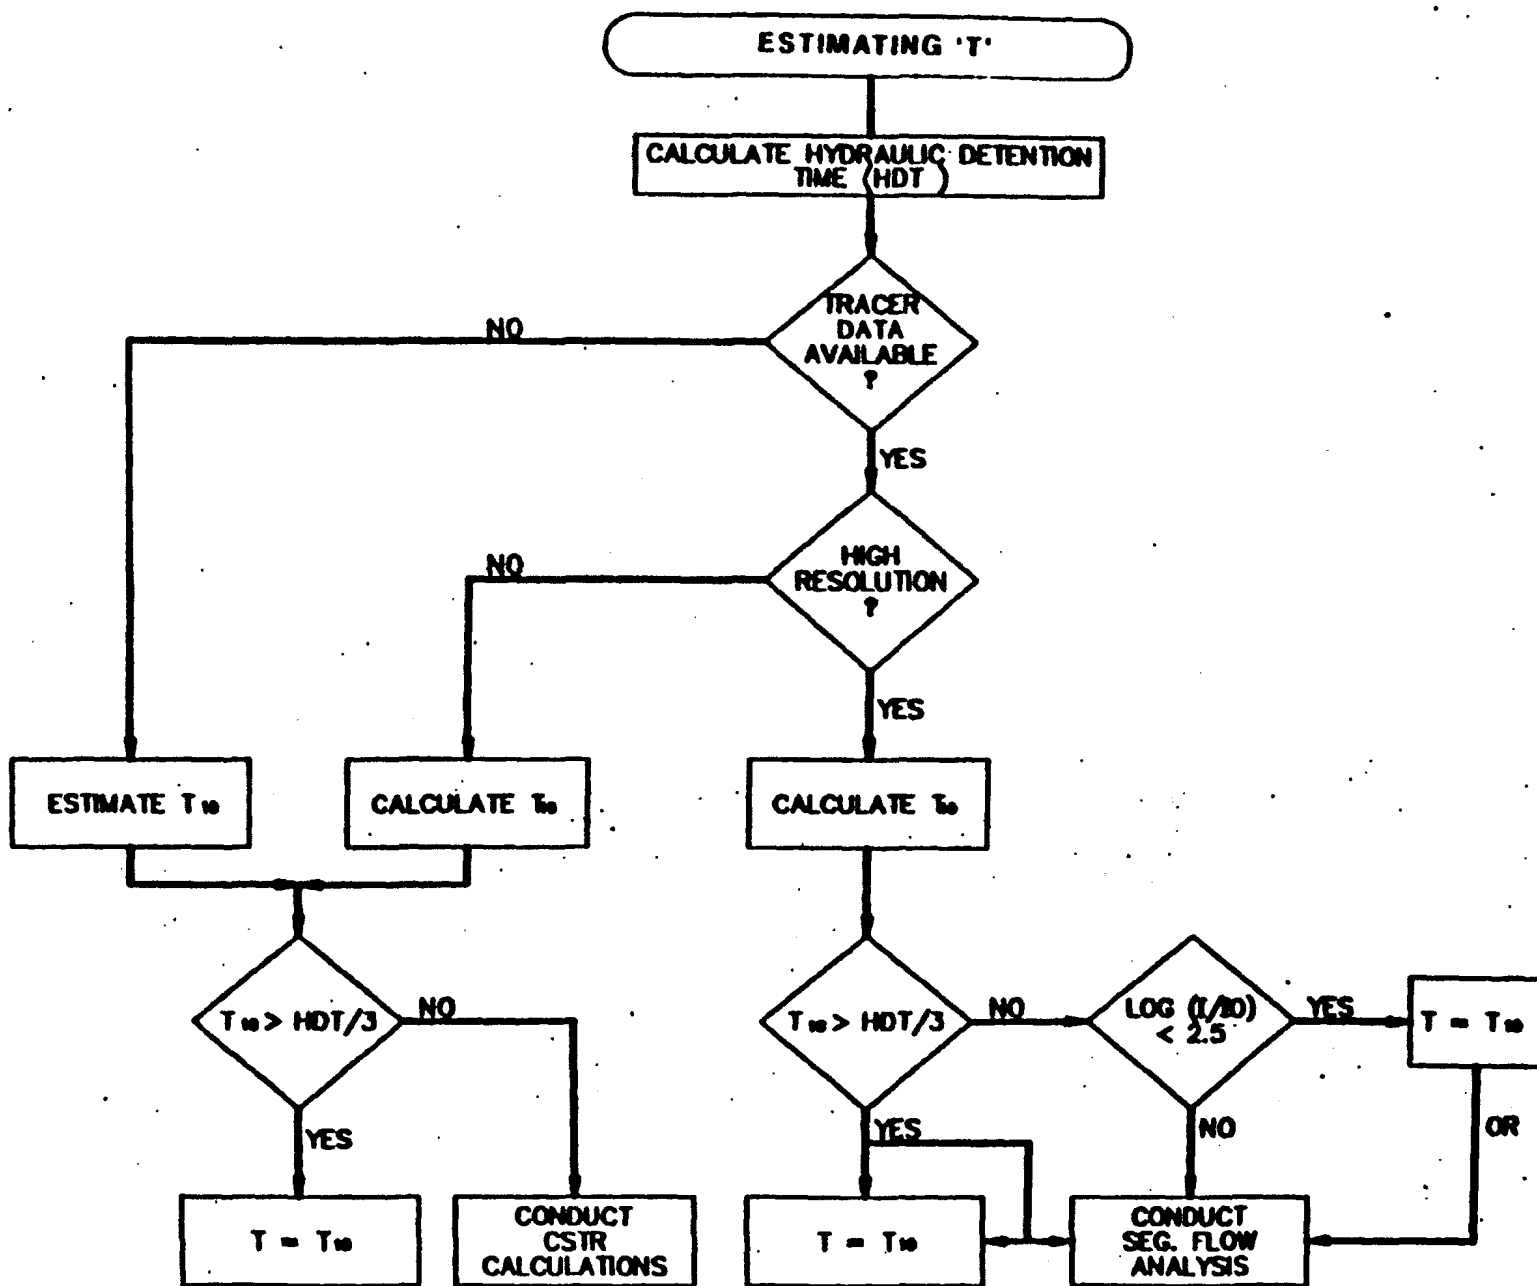 ESTIMATING 'T'
CALCULATE HYDRAULIC DETENTION
TIME (HDT )
TRACER
DATA
AVAILABLE
?
NO
YES
HIGH
RESOLUTION
?
NO
YES
ESTIMATE T10
CALCULATE T10
CALCULATE T10
T10 > HDT/3
NO
T10 > HDT/3
NO
LOG (I/IO)
< 2.5
YES
T = T10
YES
YES
NO
OR
T = T10
CONDUCT
CSTR
CALCULATIONS
T = T10
CONDUCT
SEG. FLOW
ANALYSIS